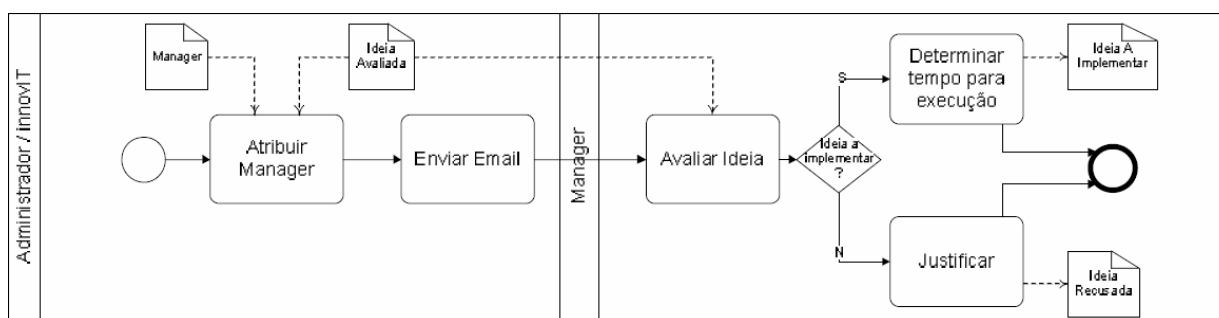 Administrador / innovIT
Manager
Ideia
Avaliada
Atribuir
Manager
Enviar Email
Manager
Avaliar Ideia
Ideia a
implementar
?
S
N
Determinar
tempo para
execução
Ideia A
Implementar
Justificar
Ideia
Recusada